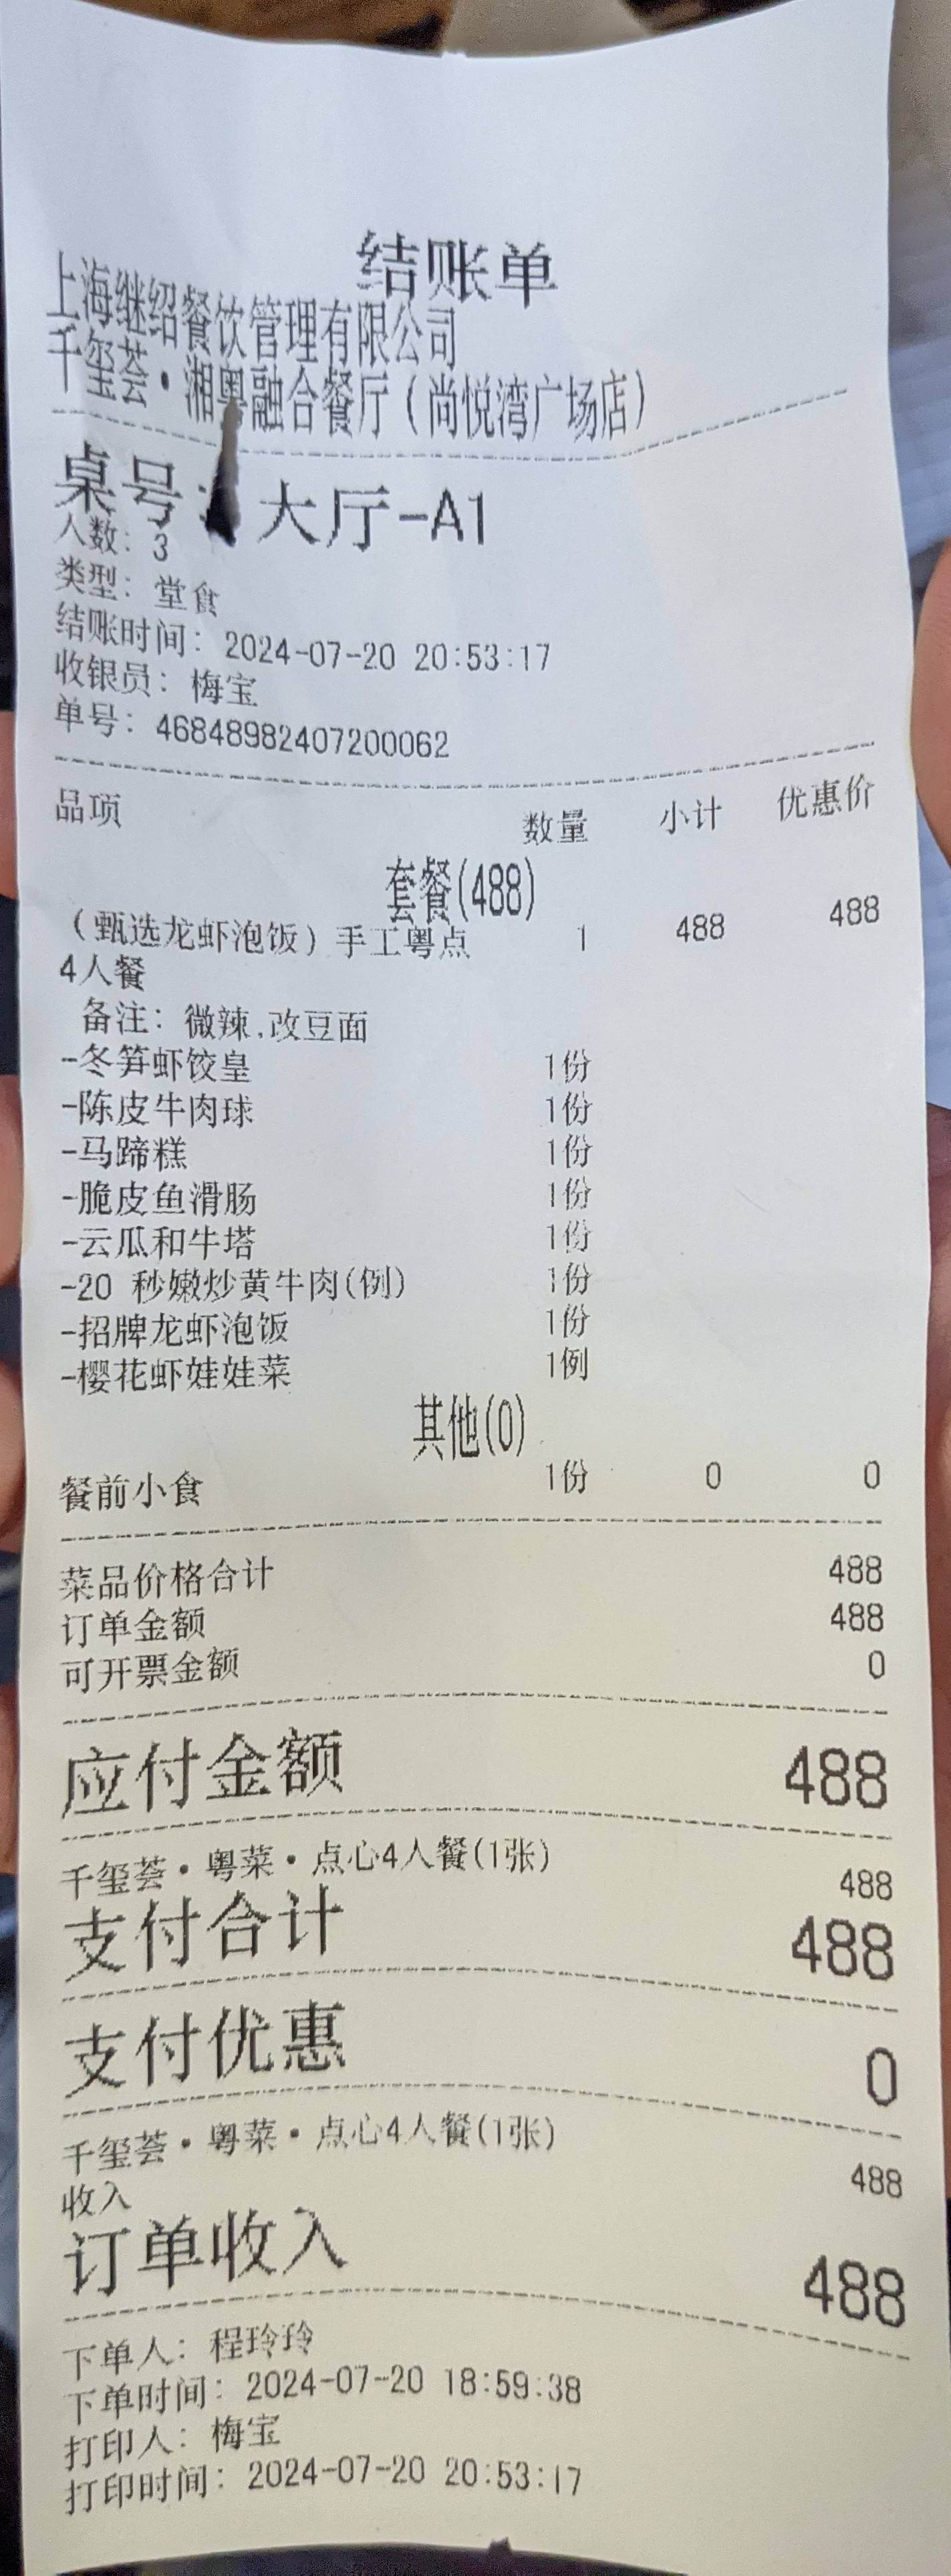 结账单
上海继绍餐饮管理有限公司
千玺荟·湘粤融合餐厅（尚悦湾广场店）
桌号 大厅-A1
人数：3
类型：堂食
结账时间：2024-07-20 20:53:17
收银员：梅宝
单号：46848982407200062
品项 数量 小计 优惠价
套餐(488)
（甄选龙虾泡饭）手工粤点 1 488 488
4人餐
备注：微辣,改豆面
-冬笋虾饺皇 1份
-陈皮牛肉球 1份
-马蹄糕 1份
-脆皮鱼滑肠 1份
-云瓜和牛塔 1份
-20 秒嫩炒黄牛肉(例) 1份
-招牌龙虾泡饭 1份
-樱花虾娃娃菜 1例
其他(0)
餐前小食 1份 0 0
菜品价格合计 488
订单金额 488
可开票金额 0
应付金额 488
千玺荟·粤菜·点心4人餐(1张) 488
支付合计 488
支付优惠 0
千玺荟·粤菜·点心4人餐(1张) 488
收入
订单收入 488
下单人：程玲玲
下单时间：2024-07-20 18:59:38
打印人：梅宝
打印时间：2024-07-20 20:53:17